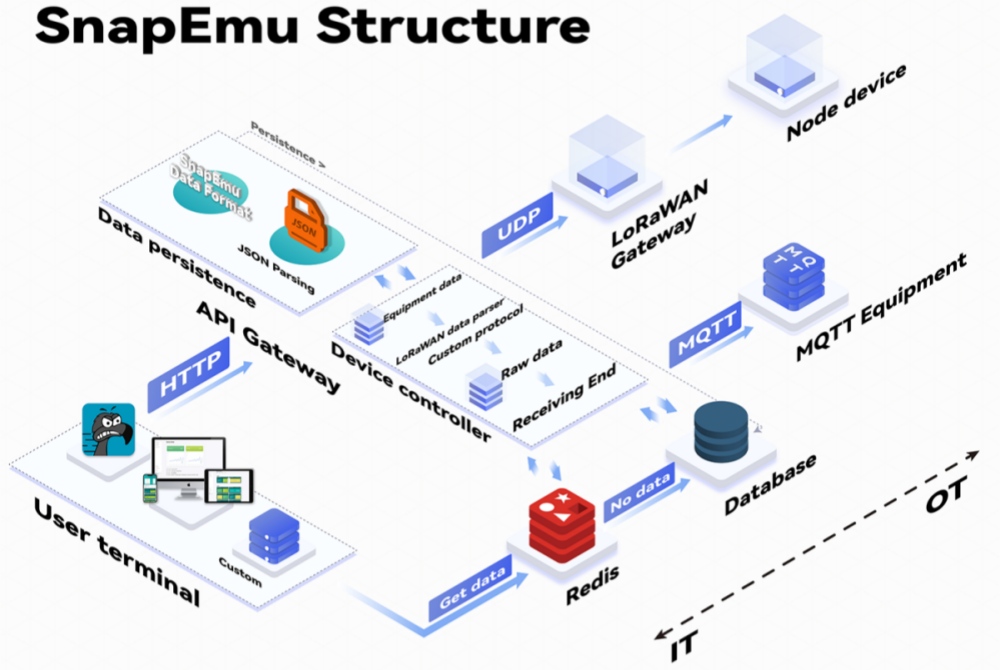 SnapEmu Structure
Node device
Persistence >
SnapEmu
Data Format
JSON
JSON Parsing
Data persistence
UDP
LoRaWAN
Gateway
M
Q
T
T
MQTT Equipment
MQTT
API Gateway
Equipment data
LoRaWAN data parser
Custom protocol
Raw data
Receiving End
Device controller
HTTP
User terminal
Custom
Get data
Redis
No data
Database
OT
IT